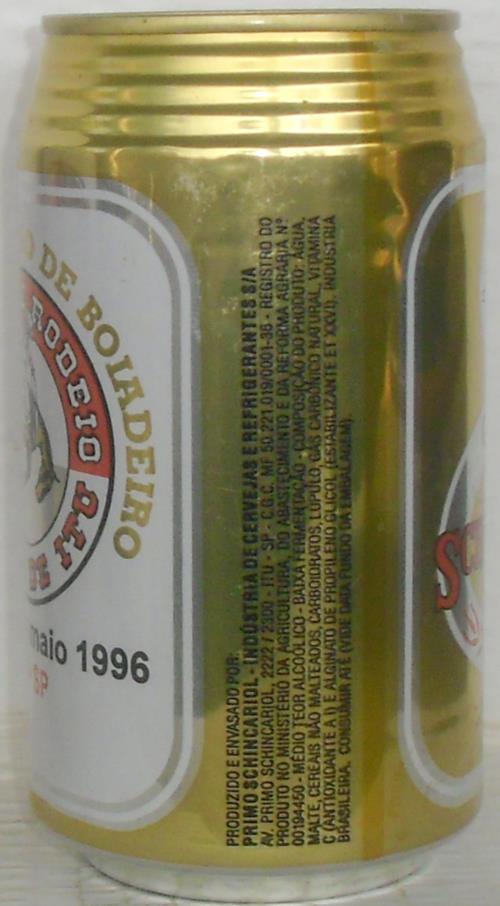 O DE BOIADEIRO
RODEIO
DE ITU
maio 1996
SP
PRODUZIDO E ENVASADO POR:
PRIMO SCHINCARIOL - INDÚSTRIA DE CERVEJAS E REFRIGERANTES S/A
AV. PRIMO SCHINCARIOL, 2222 / 2300 - ITU - SP - C.G.C. MF 50.221.019/0001-36 - REGISTRO DO
PRODUTO NO MINISTÉRIO DA AGRICULTURA, DO ABASTECIMENTO E DA REFORMA AGRÁRIA Nº
00194450 - MÉDIO TEOR ALCOÓLICO - BAIXA FERMENTAÇÃO - COMPOSIÇÃO DO PRODUTO: ÁGUA,
MALTE, CEREAIS NÃO MALTEADOS, CARBOIDRATOS, LÚPULO, GÁS CARBÔNICO NATURAL, VITAMINA
C (ANTIOXIDANTE A I) E ALGINATO DE PROPILENO GLICOL (ESTABILIZANTE ET XXVI). INDÚSTRIA
BRASILEIRA. CONSUMIR ATÉ (VIDE DATA FUNDO DA EMBALAGEM).
SC